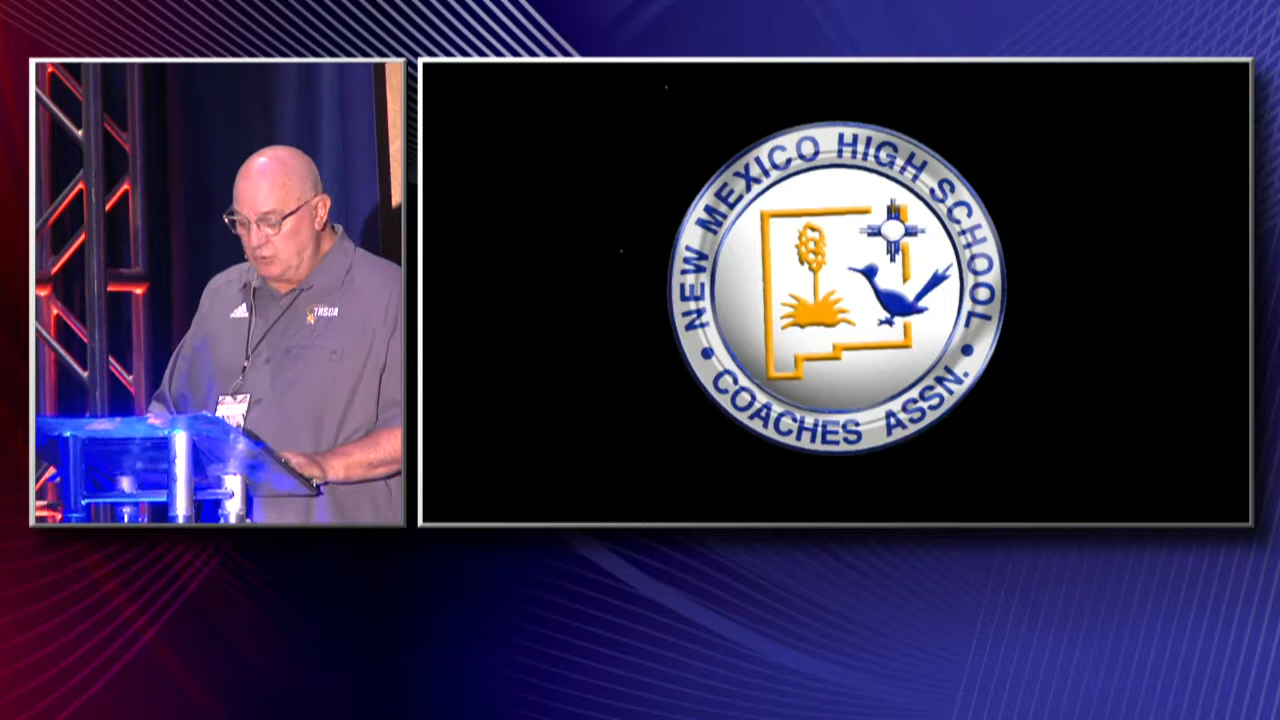 THSCA
NEW MEXICO HIGH SCHOOL
• COACHES ASSN. •